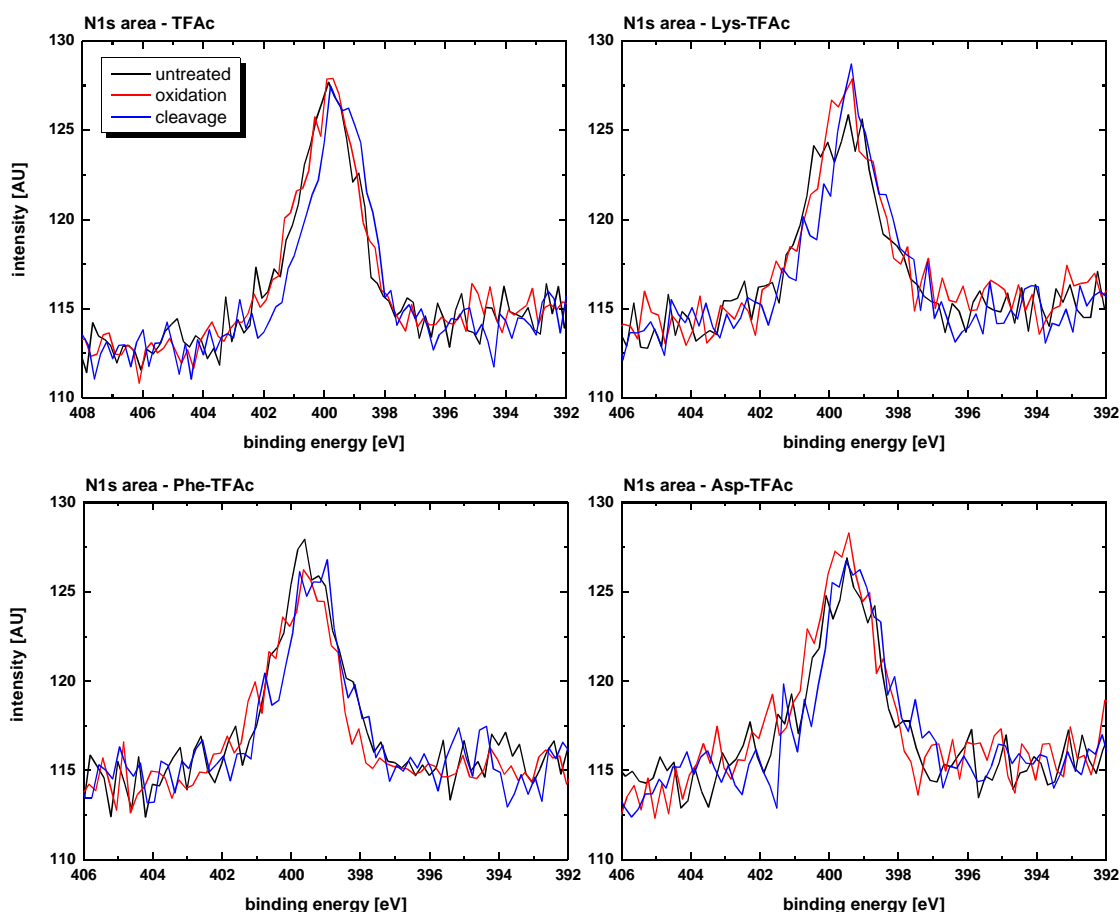 N1s area - TFAc
N1s area - Lys-TFAc
130
125
120
115
110
intensity [AU]
untreated
oxidation
cleavage
408 406 404 402 400 398 396 394 392
binding energy [eV]
130
125
120
115
110
406 404 402 400 398 396 394 392
binding energy [eV]
N1s area - Phe-TFAc
N1s area - Asp-TFAc
130
125
120
115
110
intensity [AU]
406 404 402 400 398 396 394 392
binding energy [eV]
130
125
120
115
110
406 404 402 400 398 396 394 392
binding energy [eV]